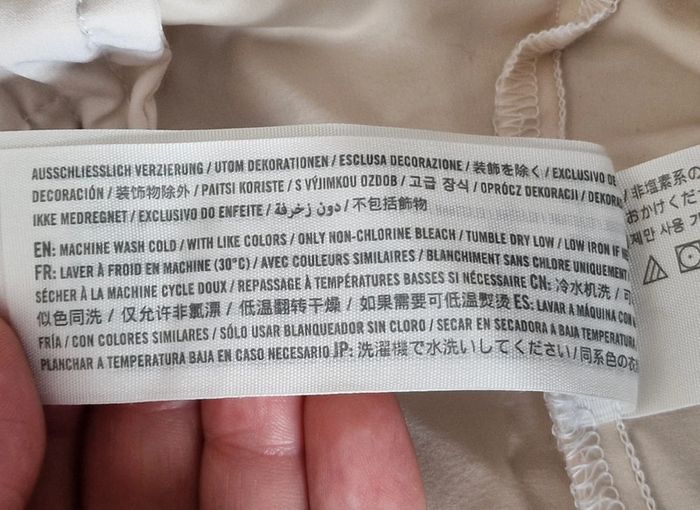 AUSSCHLIESSLICH VERZIERUNG / UTOM DEKORATIONEN / ESCLUSA DECORAZIONE / 装飾を除く / EXCLUSIVO DE
DECORACIÓN / 装饰物除外 / PAITSI KORISTE / S VÝJIMKOU OZDOB / 고급 장식 / OPRÓCZ DEKORACJI /
IKKE MEDREGNET / EXCLUSIVO DO ENFEITE / دون زخرفة / 不包括飾物
EN: MACHINE WASH COLD / WITH LIKE COLORS / ONLY NON-CHLORINE BLEACH / TUMBLE DRY LOW / LOW IRON IF
FR: LAVER À FROID EN MACHINE (30°C) / AVEC COULEURS SIMILAIRES / BLANCHIMENT SANS CHLORE UNIQUEMENT
SÉCHER À LA MACHINE CYCLE DOUX / REPASSAGE À TEMPÉRATURES BASSES SI NÉCESSAIRE CN: 冷水机洗 / 可
似色同洗 / 仅允许非氯漂 / 低温翻转干燥 / 如果需要可低温熨烫 ES: LAVAR A MÁQUINA CON
FRÍA / CON COLORES SIMILARES / SÓLO USAR BLANQUEADOR SIN CLORO / SECAR EN SECADORA A BAJA TEMPERATURA
PLANCHAR A TEMPERATURA BAJA EN CASO NECESARIO JP: 洗濯機で水洗いしてください / 同系色の
/ 非塩素系の
おかけくだ
제만 사용